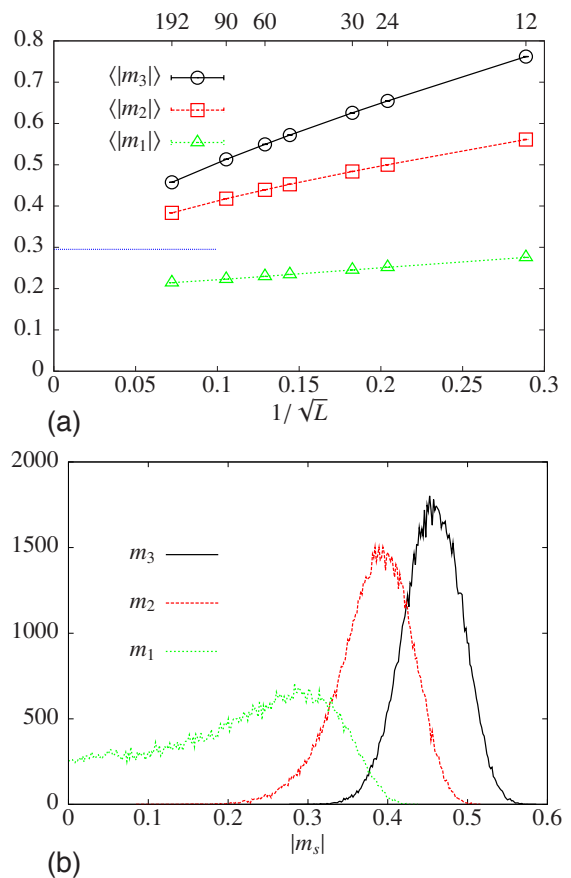 192 90 60 30 24 12
0.8
0.7
0.6
0.5
0.4
0.3
0.2
0.1
0
⟨|m₃|⟩
⟨|m₂|⟩
⟨|m₁|⟩
0 0.05 0.1 0.15 0.2 0.25 0.3
1/√L
(a)
2000
1500
1000
500
0
m₃
m₂
m₁
0 0.1 0.2 0.3 0.4 0.5 0.6
|mₛ|
(b)